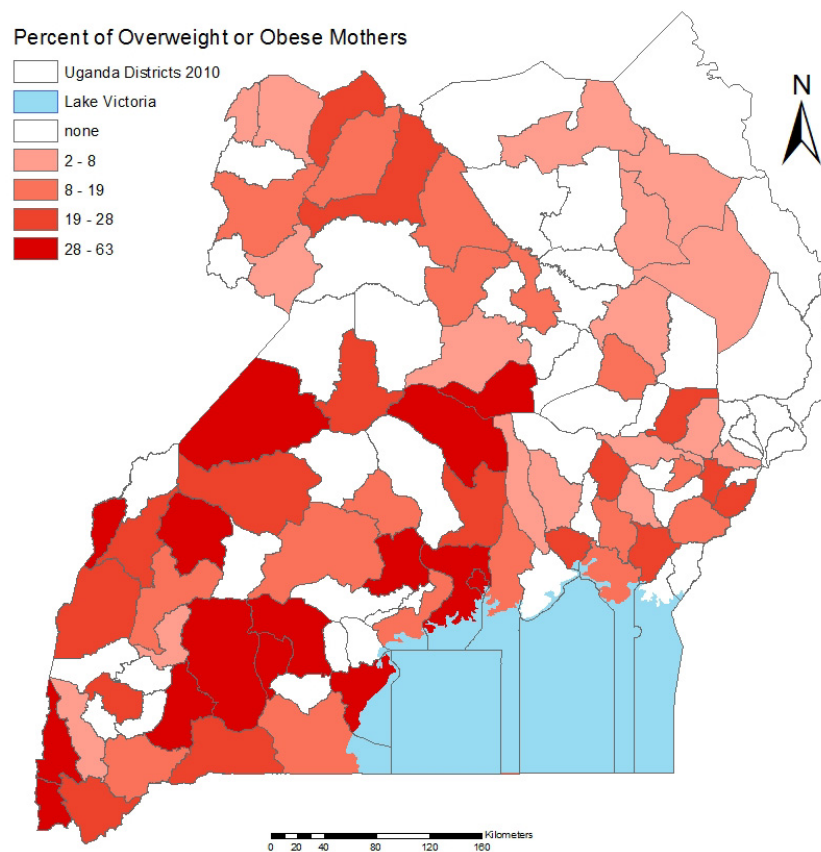 Percent of Overweight or Obese Mothers
Uganda Districts 2010
Lake Victoria
none
2 - 8
8 - 19
19 - 28
28 - 63
N
Kilometers
0 20 40 80 120 160